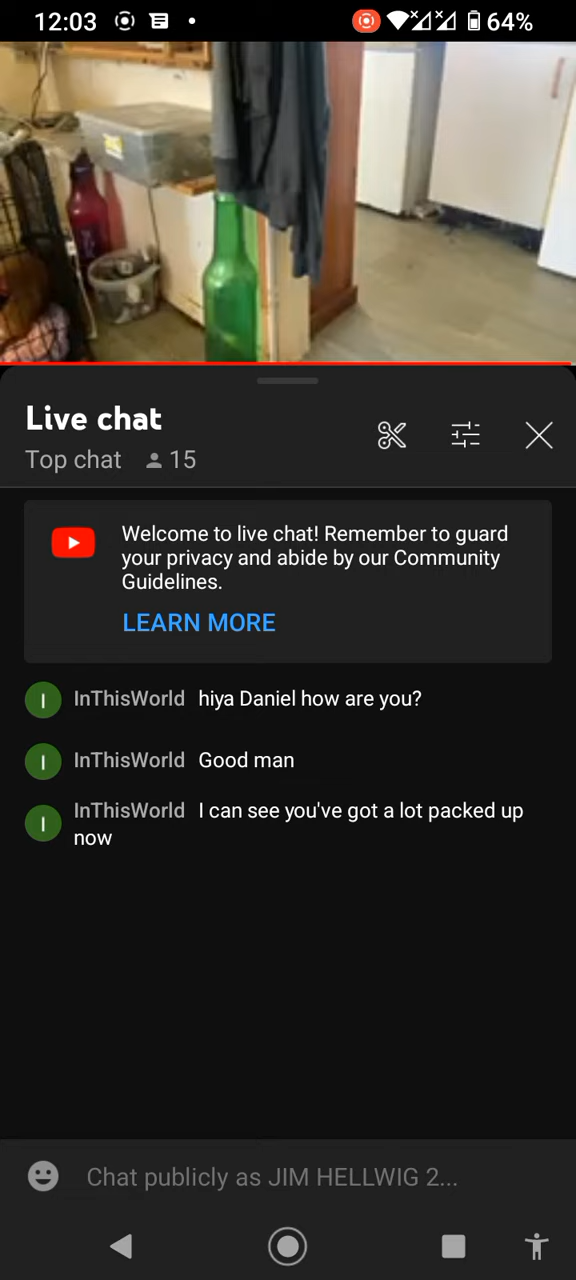 12:03 64%
Live chat
Top chat 15
Welcome to live chat! Remember to guard
your privacy and abide by our Community
Guidelines.
LEARN MORE
I InThisWorld hiya Daniel how are you?
I InThisWorld Good man
I InThisWorld I can see you've got a lot packed up
now
Chat publicly as JIM HELLWIG 2...